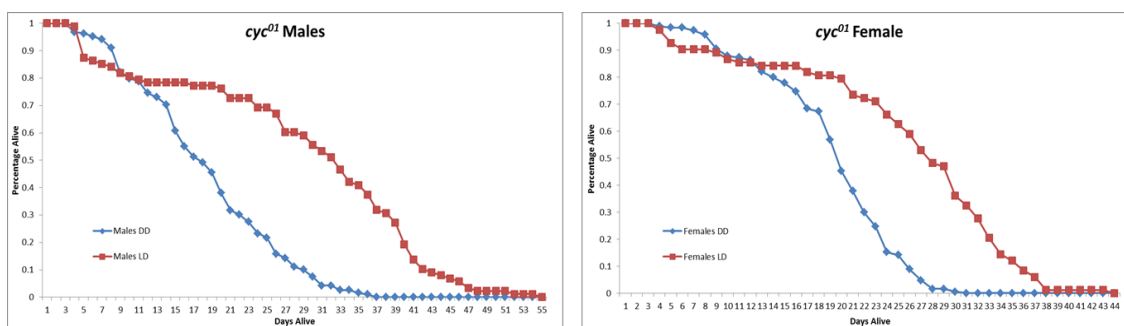 cyc⁰¹ Males
Percentage Alive
1
0.9
0.8
0.7
0.6
0.5
0.4
0.3
0.2
0.1
0
Males DD
Males LD
1 3 5 7 9 11 13 15 17 19 21 23 25 27 29 31 33 35 37 39 41 43 45 47 49 51 53 55
Days Alive
cyc⁰¹ Female
Percentage Alive
1
0.9
0.8
0.7
0.6
0.5
0.4
0.3
0.2
0.1
0
Females DD
Females LD
1 2 3 4 5 6 7 8 9 10 11 12 13 14 15 16 17 18 19 20 21 22 23 24 25 26 27 28 29 30 31 32 33 34 35 36 37 38 39 40 41 42 43 44
Days Alive